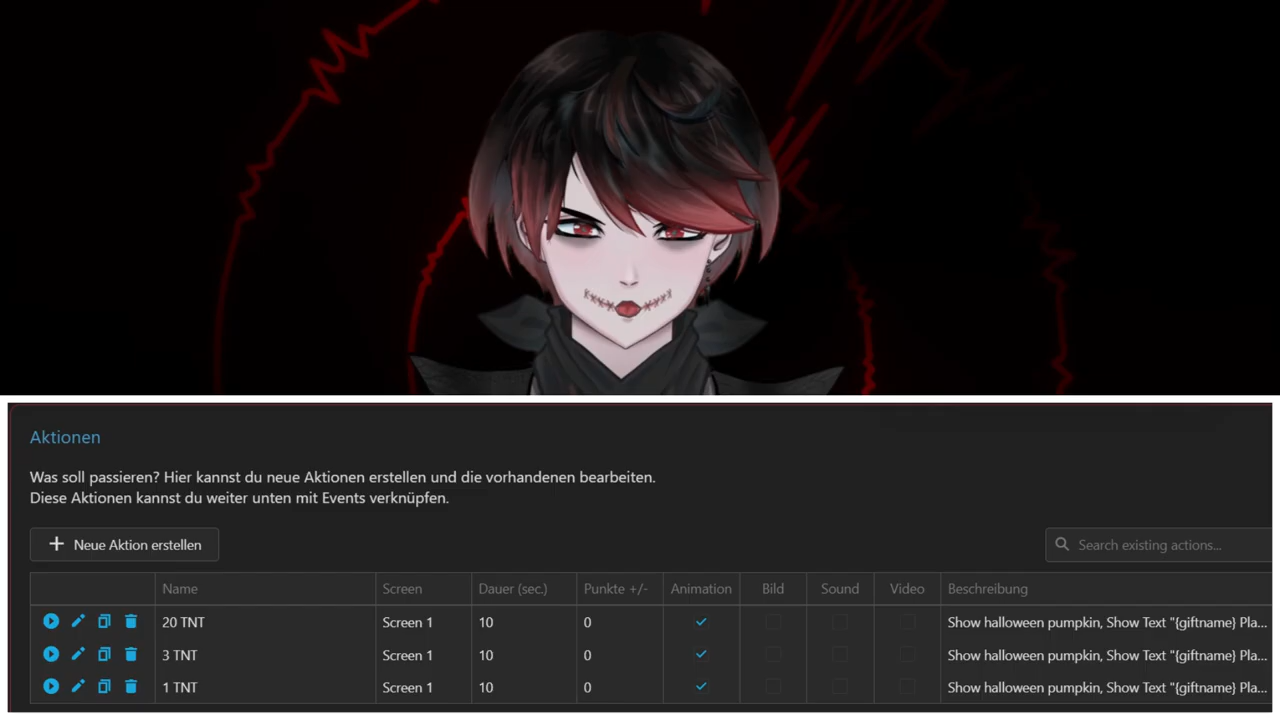 Aktionen
Was soll passieren? Hier kannst du neue Aktionen erstellen und die vorhandenen bearbeiten.
Diese Aktionen kannst du weiter unten mit Events verknüpfen.
+ Neue Aktion erstellen
Search existing actions...
Name Screen Dauer (sec.) Punkte +/- Animation Bild Sound Video Beschreibung
20 TNT Screen 1 10 0 Show halloween pumpkin, Show Text "{giftname} Pla...
3 TNT Screen 1 10 0 Show halloween pumpkin, Show Text "{giftname} Pla...
1 TNT Screen 1 10 0 Show halloween pumpkin, Show Text "{giftname} Pla...